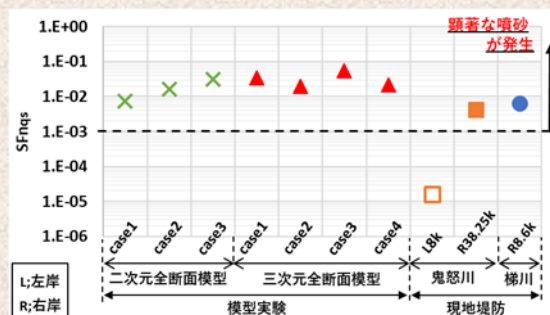 顕著な噴砂
が発生
1.E+00
1.E-01
1.E-02
1.E-03
1.E-04
1.E-05
1.E-06
SFnqs
case1
case2
case3
case1
case2
case3
case4
L8k
R38.25k
R8.6k
二次元全断面模型
三次元全断面模型
鬼怒川
梯川
模型実験
現地堤防
L;左岸
R;右岸